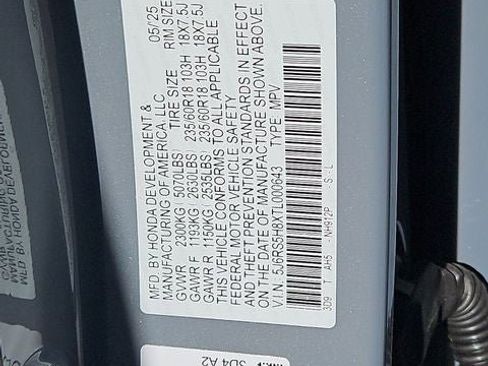 MFD. BY HONDA DEVELOPMENT & 05/25
MANUFACTURING OF AMERICA, LLC
TIRE SIZE RIM SIZE
GVWR 2300KG( 5070LBS)
GAWR F 1193KG( 2630LBS) 235/60R18 103H 18X7.5J
GAWR R 1150KG( 2535LBS) 235/60R18 103H 18X7.5J
THIS VEHICLE CONFORMS TO ALL APPLICABLE
FEDERAL MOTOR VEHICLE SAFETY
AND THEFT PREVENTION STANDARDS IN EFFECT
ON THE DATE OF MANUFACTURE SHOWN ABOVE.
V.I.N. 5J6RS5H8XTL000643 TYPE MPV
3D9 T AH5 NH912P S L
3D4 A2